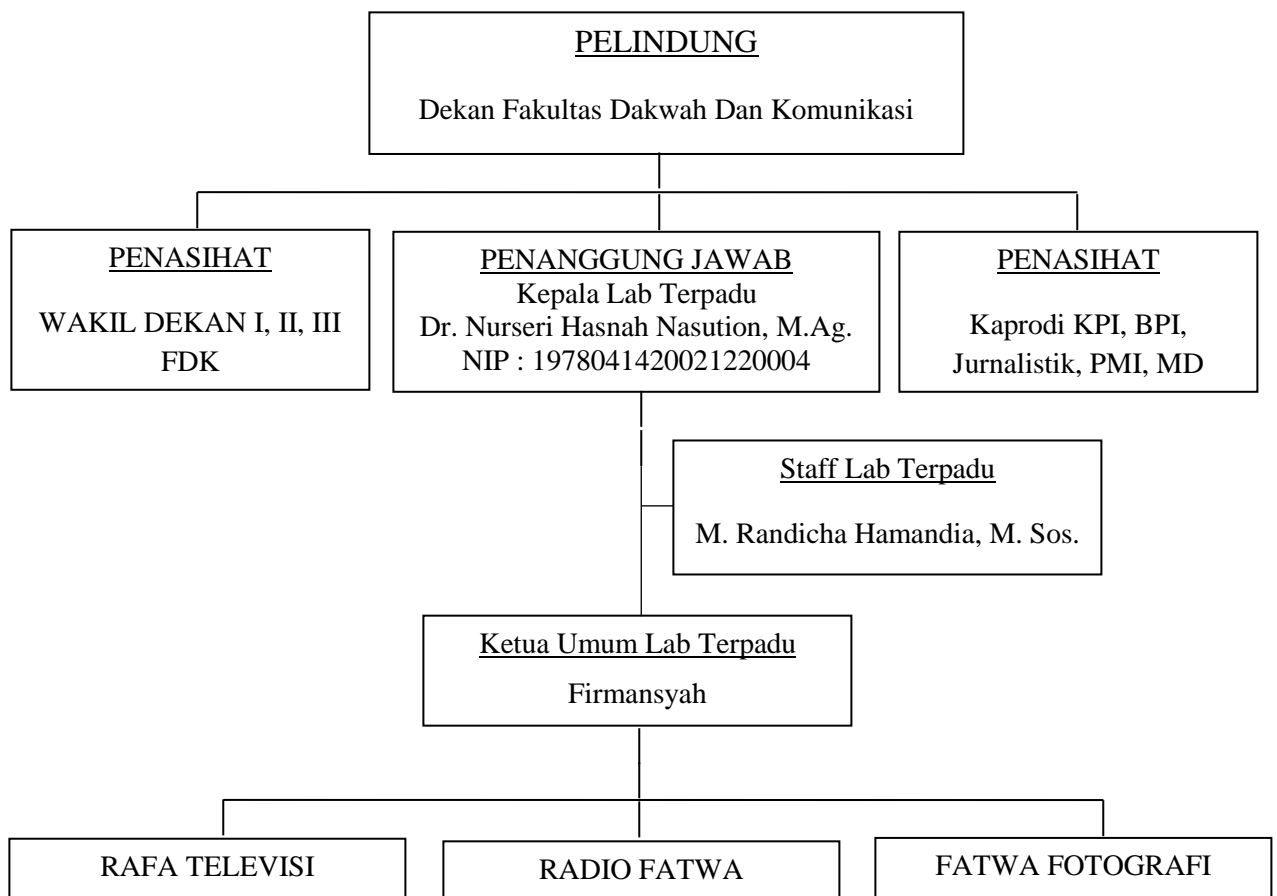 PELINDUNG
Dekan Fakultas Dakwah Dan Komunikasi
PENASIHAT
WAKIL DEKAN I, II, III
FDK
PENANGGUNG JAWAB
Kepala Lab Terpadu
Dr. Nurseri Hasnah Nasution, M.Ag.
NIP : 1978041420021220004
PENASIHAT
Kaprodi KPI, BPI,
Jurnalistik, PMI, MD
Staff Lab Terpadu
M. Randicha Hamandia, M. Sos.
Ketua Umum Lab Terpadu
Firmansyah
RAFA TELEVISI
RADIO FATWA
FATWA FOTOGRAFI